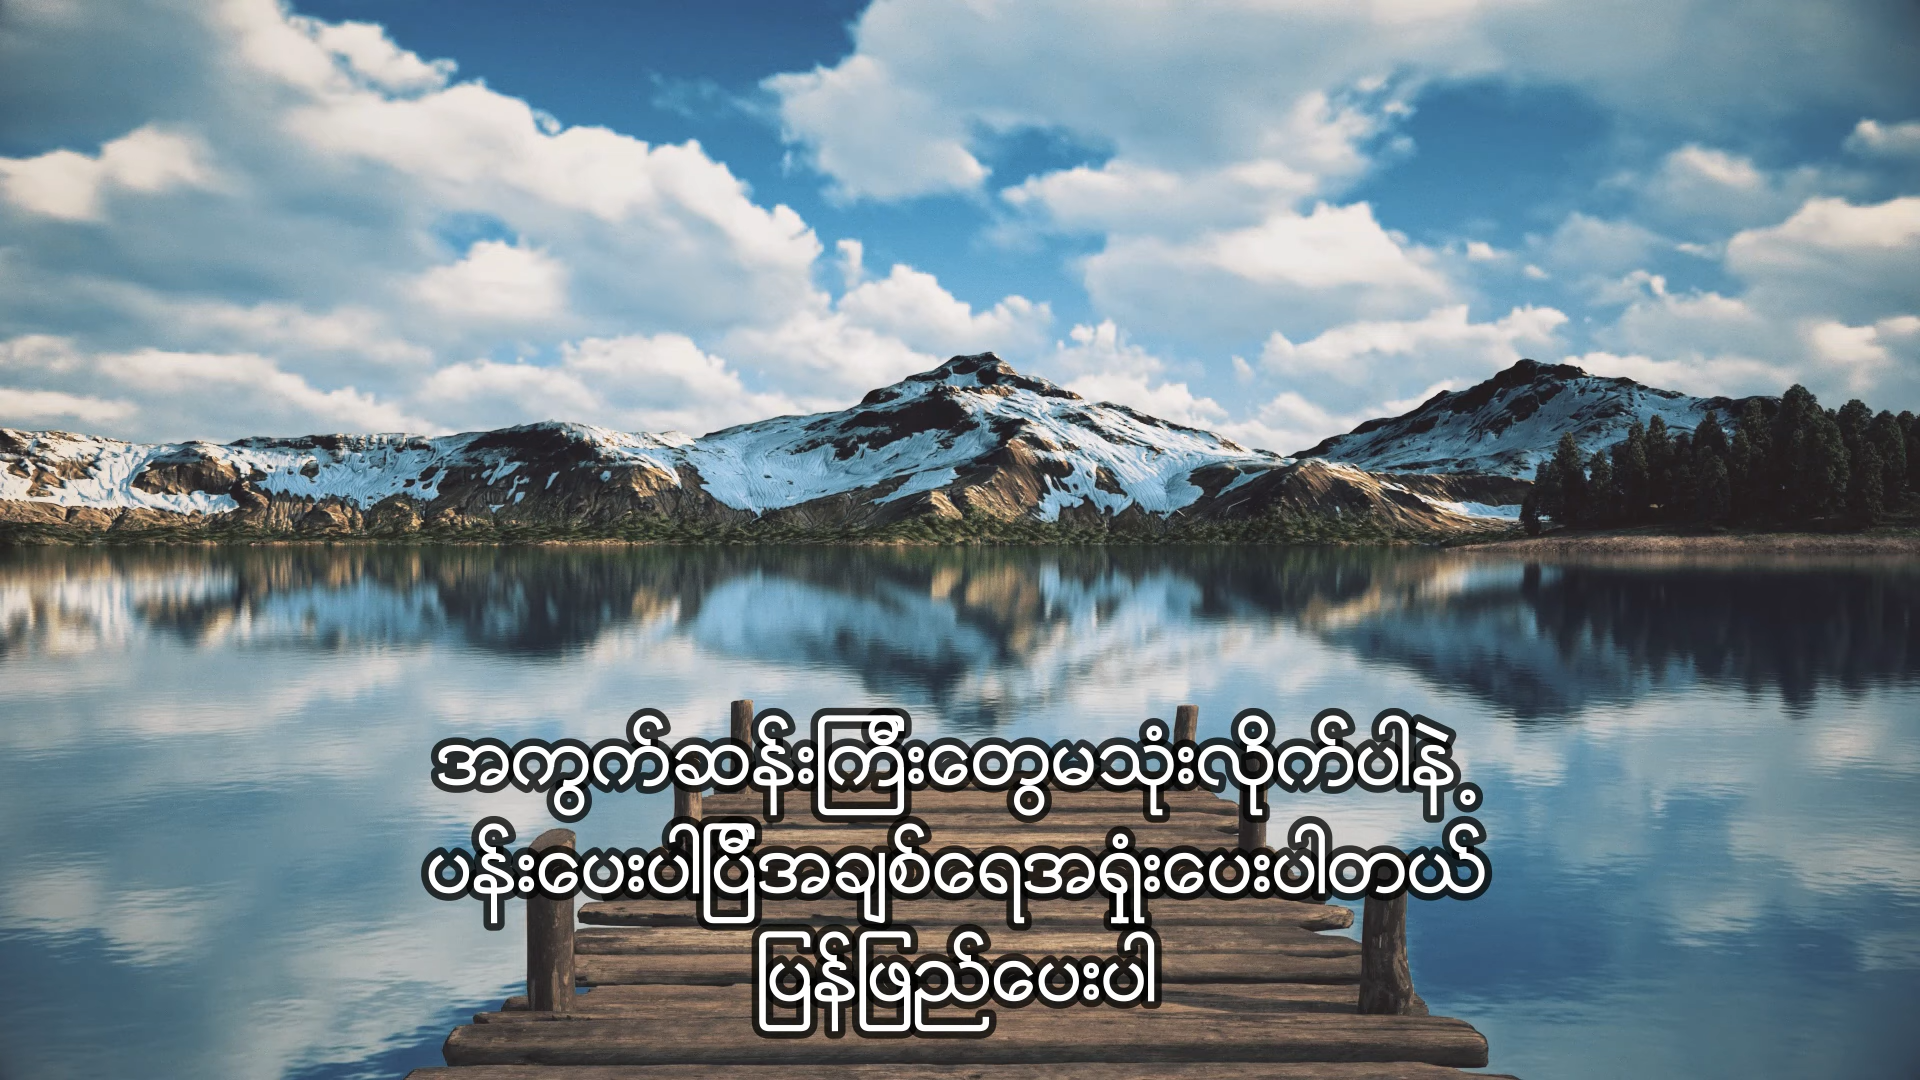 အကွက်ဆန်းကြီးတွေမသုံးလိုက်ပါနဲ့
ပန်းပေးပါပြီအချစ်ရေအရှုံးပေးပါတယ်
ပြန်ဖြည်ပေးပါ